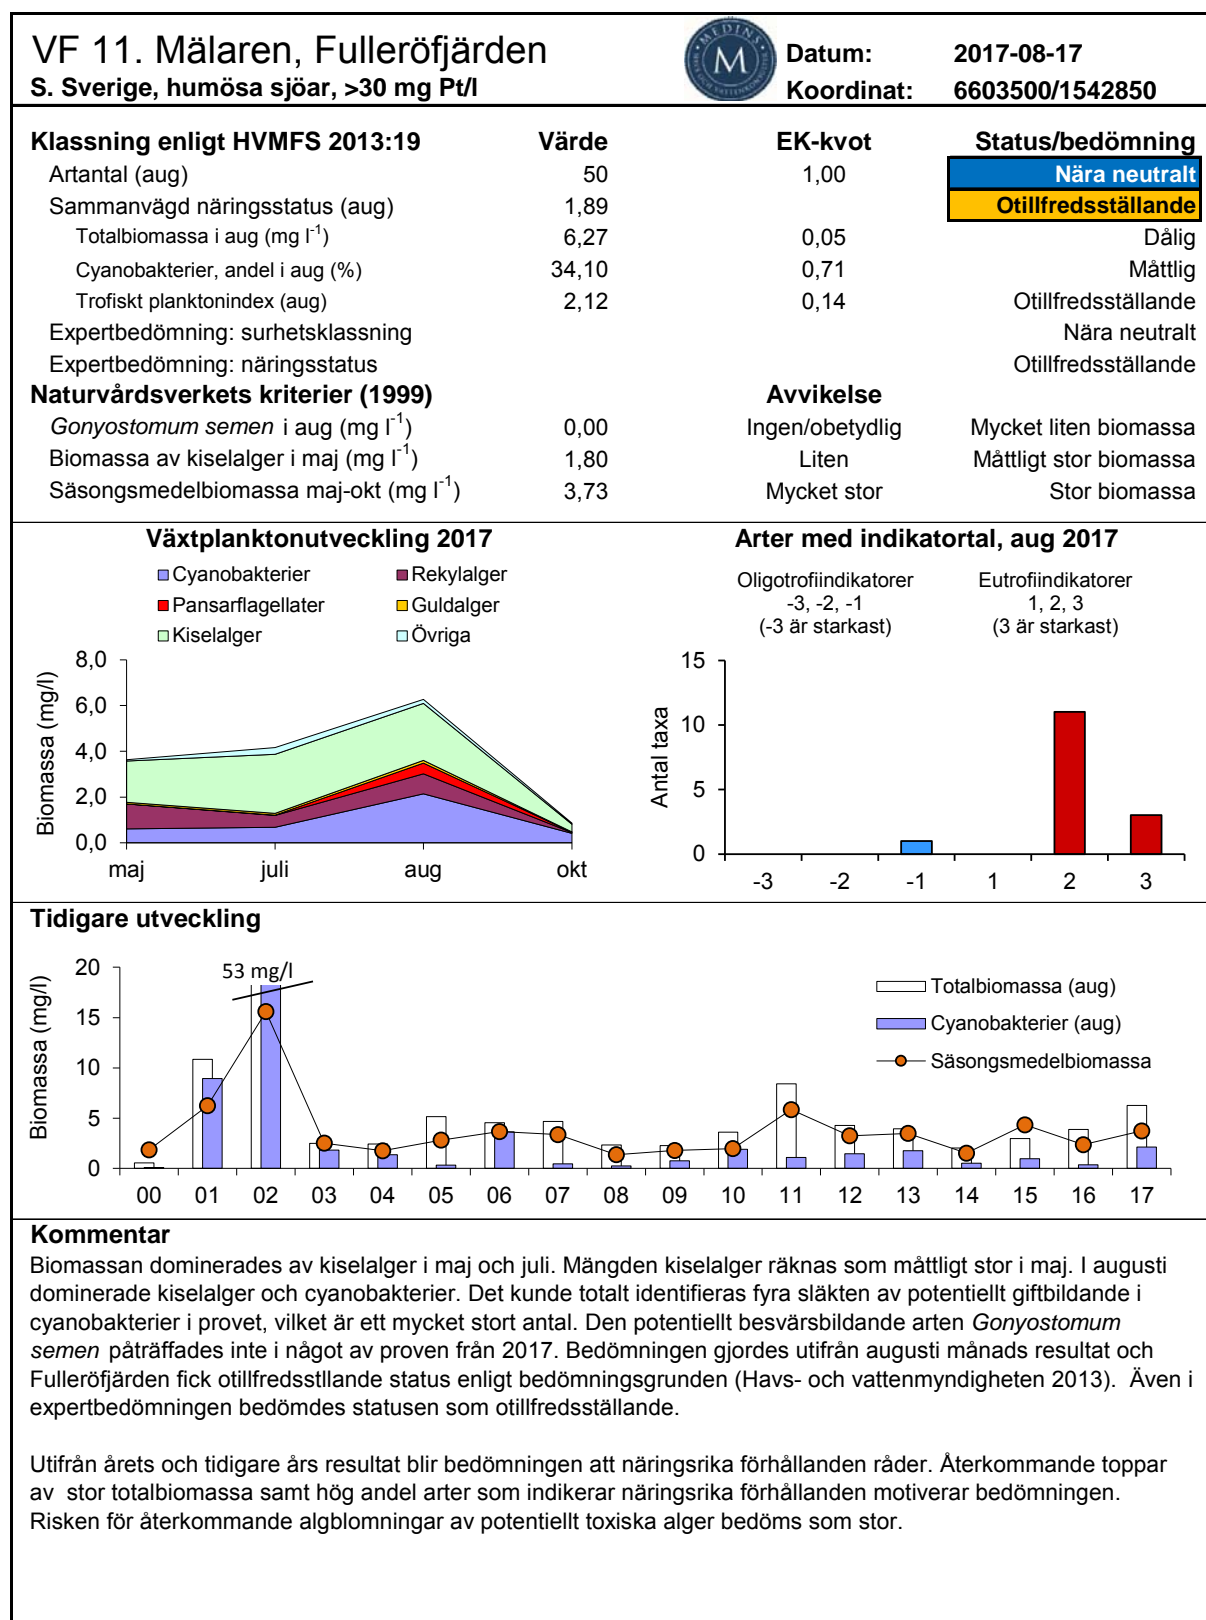 VF 11. Mälaren, Fulleröfjärden
S. Sverige, humösa sjöar, >30 mg Pt/l
MEDINS
M
Datum: 2017-08-17
Koordinat: 6603500/1542850
Klassning enligt HVMFS 2013:19 Värde EK-kvot Status/bedömning
Artantal (aug) 50 1,00 Nära neutralt
Sammanvägd näringsstatus (aug) 1,89 Otillfredsställande
Totalbiomassa i aug (mg l-1) 6,27 0,05 Dålig
Cyanobakterier, andel i aug (%) 34,10 0,71 Måttlig
Trofiskt planktonindex (aug) 2,12 0,14 Otillfredsställande
Expertbedömning: surhetsklassning Nära neutralt
Expertbedömning: näringsstatus Otillfredsställande
Naturvårdsverkets kriterier (1999) Avvikelse
Gonyostomum semen i aug (mg l-1) 0,00 Ingen/obetydlig Mycket liten biomassa
Biomassa av kiselalger i maj (mg l-1) 1,80 Liten Måttligt stor biomassa
Säsongsmedelbiomassa maj-okt (mg l-1) 3,73 Mycket stor Stor biomassa
Växtplanktonutveckling 2017
Cyanobakterier Rekylalger
Pansarflagellater Guldalger
Kiselalger Övriga
Biomassa (mg/l)
8,0
6,0
4,0
2,0
0,0
maj juli aug okt
Arter med indikatortal, aug 2017
Oligotrofiindikatorer Eutrofiindikatorer
-3, -2, -1 1, 2, 3
(-3 är starkast) (3 är starkast)
Antal taxa
15
10
5
0
-3 -2 -1 1 2 3
Tidigare utveckling
Biomassa (mg/l)
20
15
10
5
0
53 mg/l
Totalbiomassa (aug)
Cyanobakterier (aug)
Säsongsmedelbiomassa
00 01 02 03 04 05 06 07 08 09 10 11 12 13 14 15 16 17
Kommentar
Biomassan dominerades av kiselalger i maj och juli. Mängden kiselalger räknas som måttligt stor i maj. I augusti
dominerade kiselalger och cyanobakterier. Det kunde totalt identifieras fyra släkten av potentiellt giftbildande i
cyanobakterier i provet, vilket är ett mycket stort antal. Den potentiellt besvärsbildande arten Gonyostomum
semen påträffades inte i något av proven från 2017. Bedömningen gjordes utifrån augusti månads resultat och
Fulleröfjärden fick otillfredsstllande status enligt bedömningsgrunden (Havs- och vattenmyndigheten 2013). Även i
expertbedömningen bedömdes statusen som otillfredsställande.
Utifrån årets och tidigare års resultat blir bedömningen att näringsrika förhållanden råder. Återkommande toppar
av stor totalbiomassa samt hög andel arter som indikerar näringsrika förhållanden motiverar bedömningen.
Risken för återkommande algblomningar av potentiellt toxiska alger bedöms som stor.